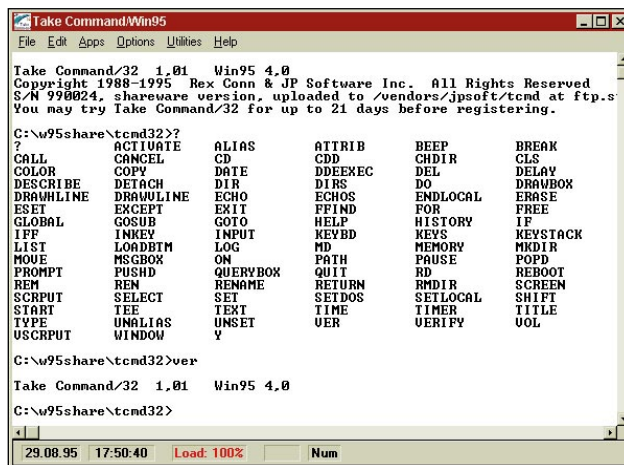 Take Command/Win95
File Edit Apps Options Utilities Help
Take Command/32 1,01 Win95 4,0
Copyright 1988-1995 Rex Conn & JP Software Inc. All Rights Reserved
S/N 990024, shareware version, uploaded to /vendors/jpsoft/tcmd at ftp.s
You may try Take Command/32 for up to 21 days before registering.
C:\w95share\tcmd32>?
? ACTIVATE ALIAS ATTRIB BEEP BREAK
CALL CANCEL CD CDD CHDIR CLS
COLOR COPY DATE DDEEXEC DEL DELAY
DESCRIBE DETACH DIR DIRS DO DRAWBOX
DRAWHLINE DRAWVLINE ECHO ECHOS ENDLOCAL ERASE
ESET EXCEPT EXIT FFIND FOR FREE
GLOBAL GOSUB GOTO HELP HISTORY IF
IFF INKEY INPUT KEYBD KEYS KEYSTACK
LIST LOADBTM LOG MD MEMORY MKDIR
MOVE MSGBOX ON PATH PAUSE POPD
PROMPT PUSHD QUERYBOX QUIT RD REBOOT
REM REN RENAME RETURN RMDIR SCREEN
SCRPUT SELECT SET SETDOS SETLOCAL SHIFT
START TEE TEXT TIME TIMER TITLE
TYPE UNALIAS UNSET VER VERIFY VOL
VSCRPUT WINDOW Y
C:\w95share\tcmd32>ver
Take Command/32 1,01 Win95 4,0
C:\w95share\tcmd32>
29.08.95 17:50:40 Load: 100% Num